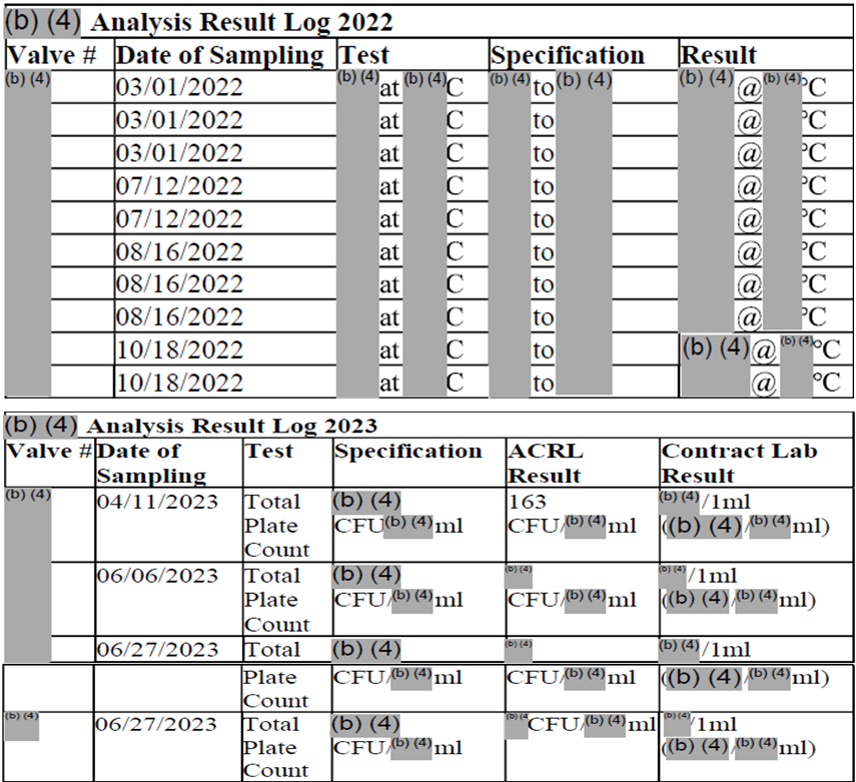 (b) (4) Analysis Result Log 2022
Valve # Date of Sampling Test Specification Result
(b) (4) 03/01/2022 (b) (4) at (b) (4) C (b) (4) to (b) (4) (b) (4) @ (b) (4) °C
03/01/2022 at C to @ °C
03/01/2022 at C to @ °C
07/12/2022 at C to @ °C
07/12/2022 at C to @ °C
08/16/2022 at C to @ °C
08/16/2022 at C to @ °C
08/16/2022 at C to @ °C
10/18/2022 at C to (b) (4) @ (b) (4) °C
10/18/2022 at C to @ °C
(b) (4) Analysis Result Log 2023
Valve # Date of Test Specification ACRL Contract Lab
Sampling Result Result
(b) (4) 04/11/2023 Total (b) (4) 163 (b) (4) /1ml
Plate CFU (b) (4) ml CFU/ (b) (4) ml ((b) (4) / (b) (4) ml)
Count
06/06/2023 Total (b) (4) (b) (4) (b) (4) /1ml
Plate CFU/ (b) (4) ml CFU/ (b) (4) ml ((b) (4) / (b) (4) ml)
Count
06/27/2023 Total (b) (4) (b) (4) (b) (4) /1ml
Plate CFU/ (b) (4) ml CFU/ (b) (4) ml ((b) (4) / (b) (4) ml)
Count
(b) (4) 06/27/2023 Total (b) (4) (b) (4) CFU/ (b) (4) ml (b) (4) /1ml
Plate CFU/ (b) (4) ml ((b) (4) / (b) (4) ml)
Count